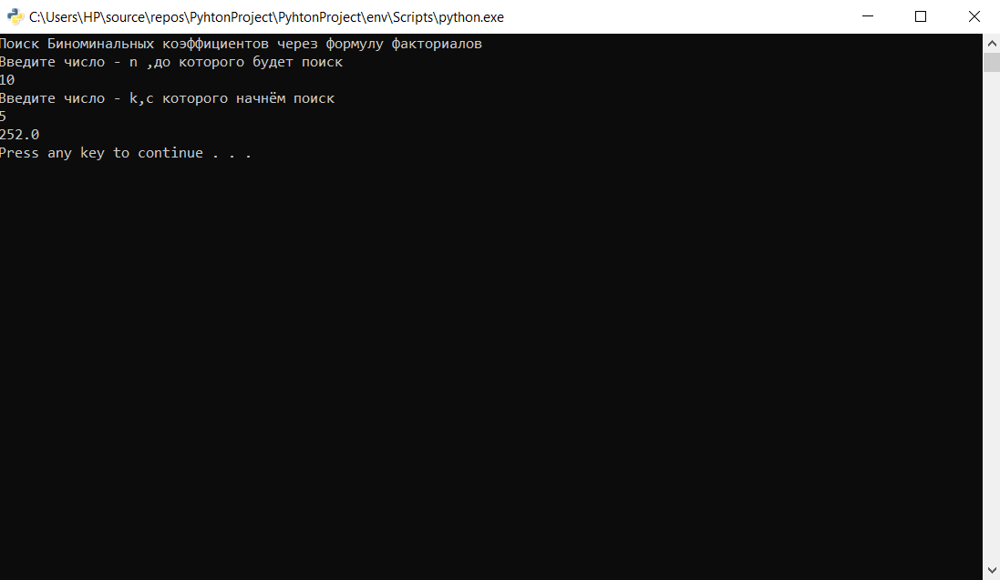 C:\Users\HP\source\repos\PyhtonProject\PyhtonProject\env\Scripts\python.exe
Поиск Биноминальных коэффициентов через формулу факториалов
Введите число - n ,до которого будет поиск
10
Введите число - k,с которого начнём поиск
5
252.0
Press any key to continue . . .